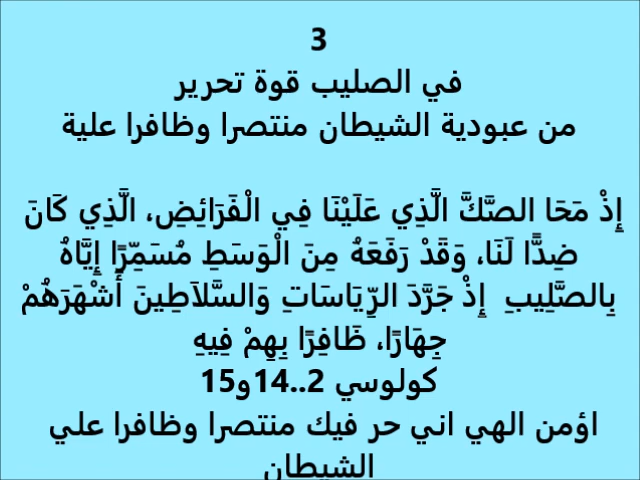 3
في الصليب قوة تحرير
من عبودية الشيطان منتصرا وظافرا علية
إِذْ مَحَا الصَّكَّ الَّذِي عَلَيْنَا فِي الْفَرَائِضِ، الَّذِي كَانَ
ضِدًّا لَنَا، وَقَدْ رَفَعَهُ مِنَ الْوَسَطِ مُسَمِّرًا إِيَّاهُ
بِالصَّلِيبِ إِذْ جَرَّدَ الرِّيَاسَاتِ وَالسَّلاَطِينَ أَشْهَرَهُمْ
جِهَارًا، ظَافِرًا بِهِمْ فِيهِ
كولوسي 2..14و15
اؤمن الهي اني حر فيك منتصرا وظافرا علي
الشيطان